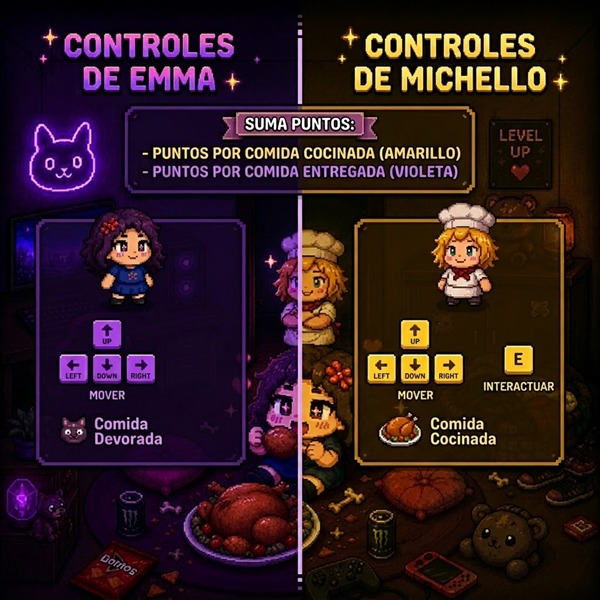 CONTROLES
DE EMMA
CONTROLES
DE MICHELLO
SUMA PUNTOS:
- PUNTOS POR COMIDA COCINADA (AMARILLO)
- PUNTOS POR COMIDA ENTREGADA (VIOLETA)
LEVEL
UP
UP
LEFT DOWN RIGHT
MOVER
Comida
Devorada
UP
LEFT DOWN RIGHT
MOVER
E
INTERACTUAR
Comida
Cocinada
Doritos